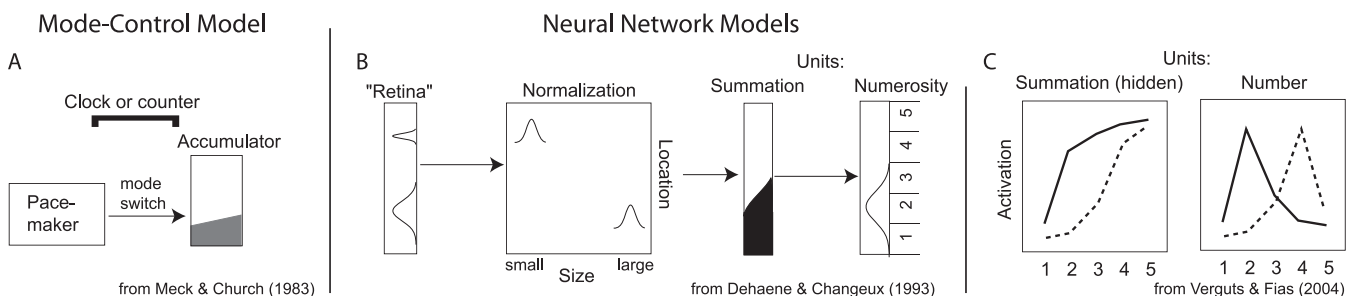 Mode-Control Model
Neural Network Models
A
Clock or counter
Accumulator
Pace-
maker
mode
switch
from Meck & Church (1983)
B
"Retina"
Normalization
Location
small
large
Size
Units:
Summation
Numerosity
5
4
3
2
1
from Dehaene & Changeux (1993)
C
Units:
Summation (hidden)
Number
Activation
1 2 3 4 5
1 2 3 4 5
from Verguts & Fias (2004)